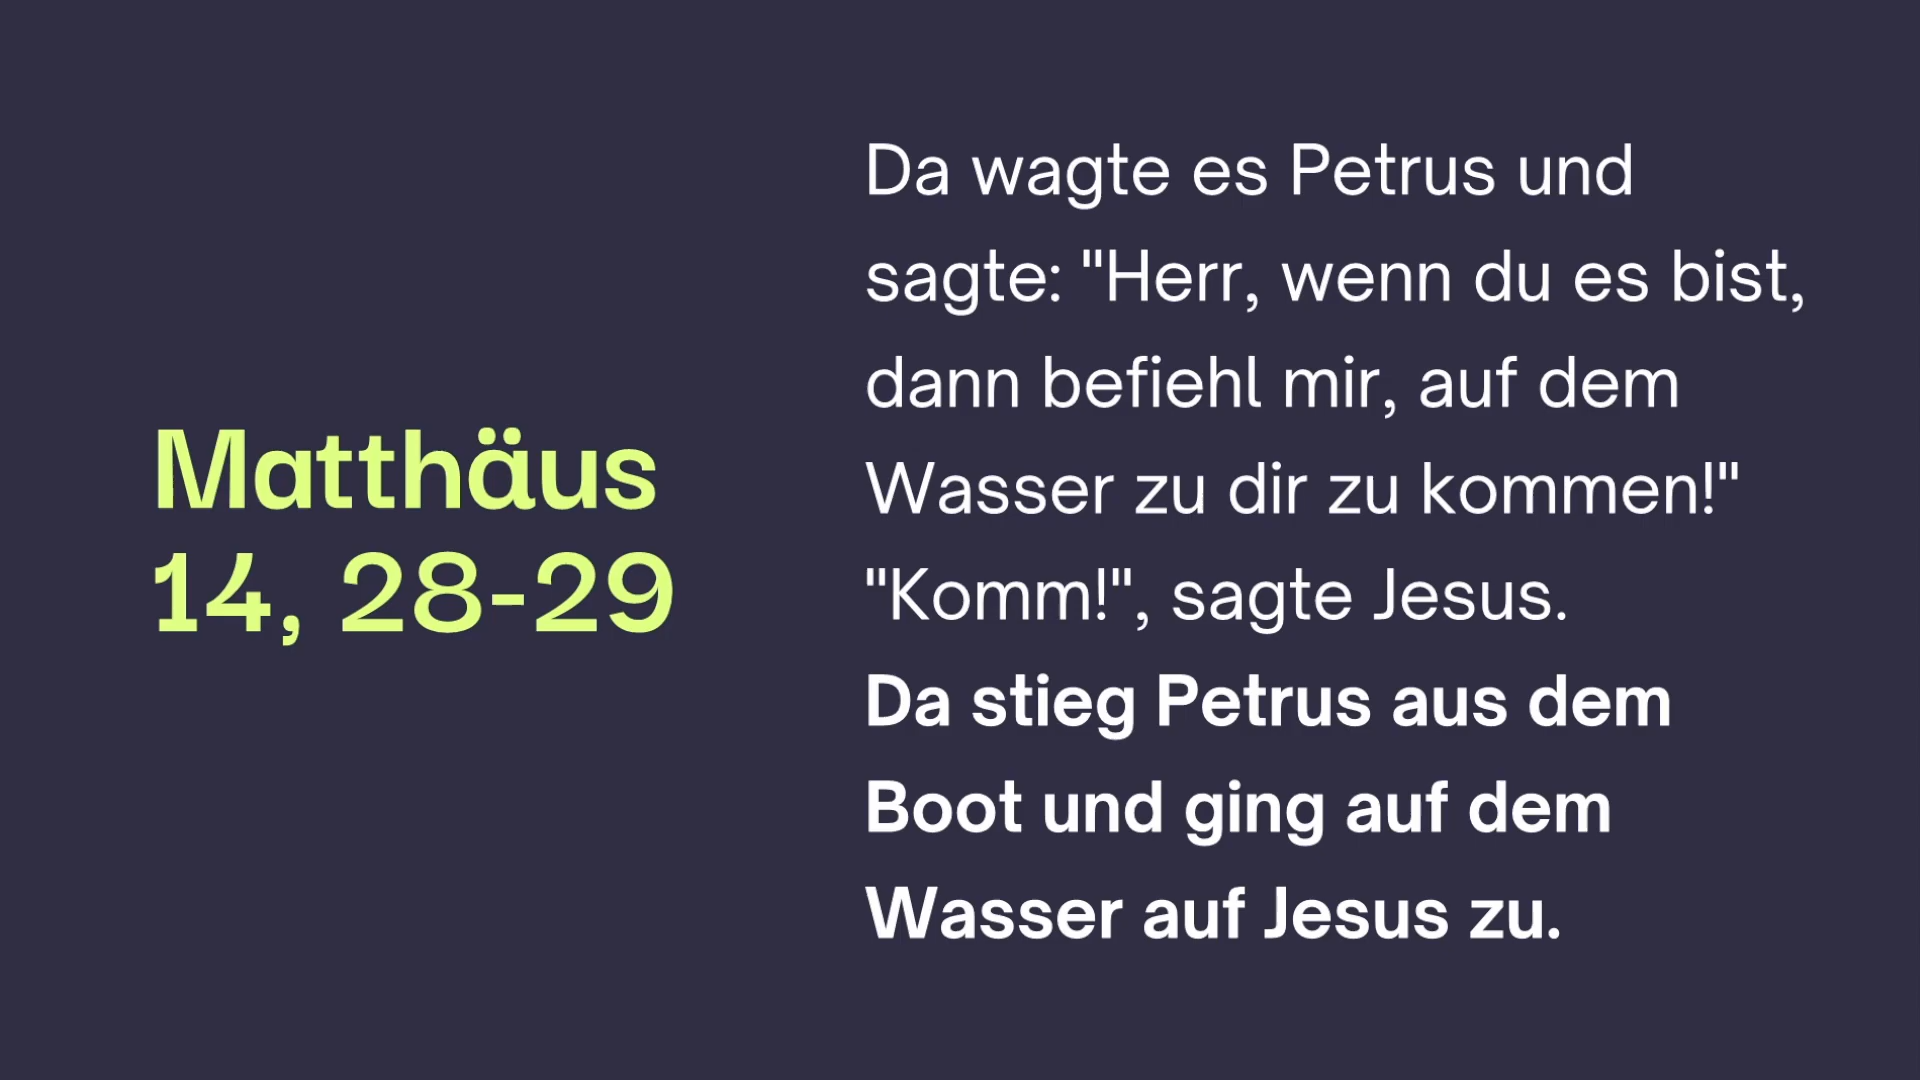 Matthäus
14, 28-29
Da wagte es Petrus und
sagte: "Herr, wenn du es bist,
dann befiehl mir, auf dem
Wasser zu dir zu kommen!"
"Komm!", sagte Jesus.
Da stieg Petrus aus dem
Boot und ging auf dem
Wasser auf Jesus zu.